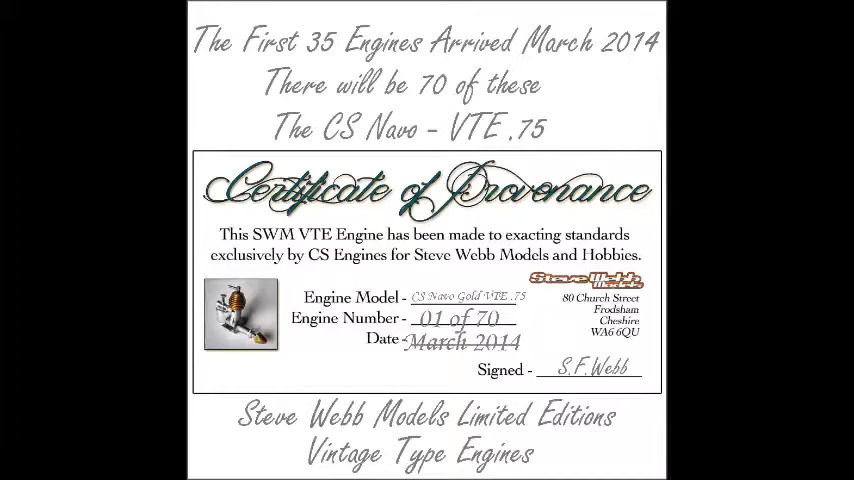 The First 35 Engines Arrived March 2014
There will be 70 of these
The CS Navo - VTE .75
Certificate of Provenance
This SWM VTE Engine has been made to exacting standards
exclusively by CS Engines for Steve Webb Models and Hobbies.
Steve Webb
Models
Engine Model - CS Navo Gold VTE .75
Engine Number - 01 of 70
Date - March 2014
80 Church Street
Frodsham
Cheshire
WA6 6QU
Signed - S.F.Webb
Steve Webb Models Limited Editions
Vintage Type Engines